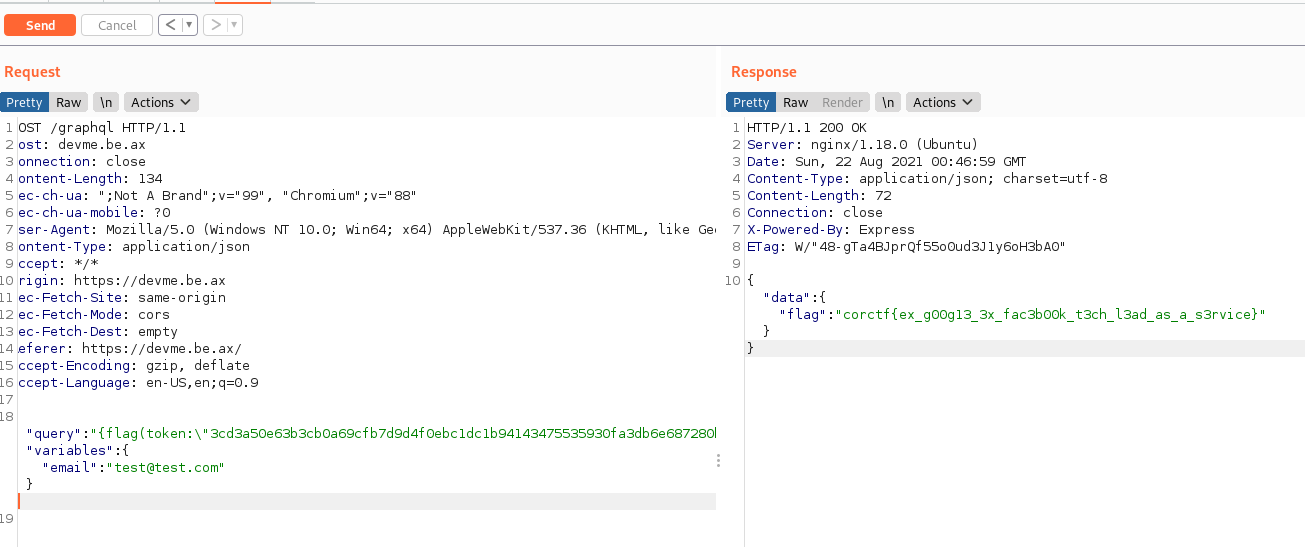 Send
Cancel
< ▼
> ▼
Request
Pretty Raw \n Actions
1 OST /graphql HTTP/1.1
2 ost: devme.be.ax
3 onnection: close
4 ontent-Length: 134
5 ec-ch-ua: ";Not A Brand";v="99", "Chromium";v="88"
6 ec-ch-ua-mobile: ?0
7 ser-Agent: Mozilla/5.0 (Windows NT 10.0; Win64; x64) AppleWebKit/537.36 (KHTML, like Gec
8 ontent-Type: application/json
9 ccept: */*
10 rigin: https://devme.be.ax
11 ec-Fetch-Site: same-origin
12 ec-Fetch-Mode: cors
13 ec-Fetch-Dest: empty
14 eferer: https://devme.be.ax/
15 ccept-Encoding: gzip, deflate
16 ccept-Language: en-US,en;q=0.9
17
18
"query":"{flag(token:\"3cd3a50e63b3cb0a69cfb7d9d4f0ebc1dc1b94143475535930fa3db6e687280b
"variables":{
"email":"test@test.com"
}
19
Response
Pretty Raw Render \n Actions
1 HTTP/1.1 200 OK
2 Server: nginx/1.18.0 (Ubuntu)
3 Date: Sun, 22 Aug 2021 00:46:59 GMT
4 Content-Type: application/json; charset=utf-8
5 Content-Length: 72
6 Connection: close
7 X-Powered-By: Express
8 ETag: W/"48-gTa4BJprQf55oOud3J1y6oH3bA0"
9
10 {
"data":{
"flag":"corctf{ex_g00g13_3x_fac3b00k_t3ch_l3ad_as_a_s3rvice}"
}
}